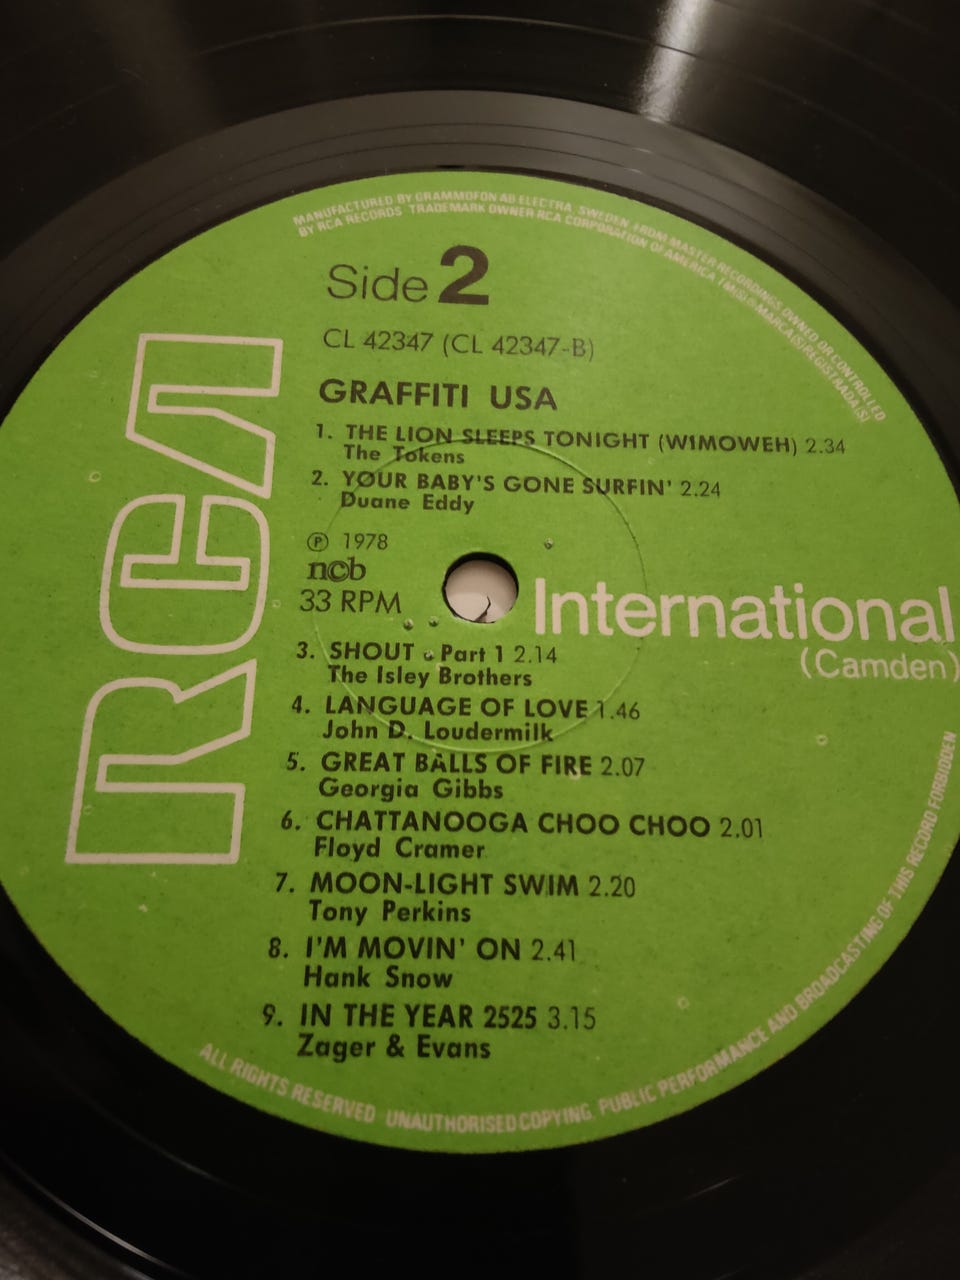 MANUFACTURED BY GRAMMOFON AB ELECTRA, SWEDEN, FROM MASTER RECORDINGS OWNED OR CONTROLLED
BY RCA RECORDS TRADEMARK OWNER RCA CORPORATION OF AMERICA MARCA(S) REGISTRADA(S)
Side 2
CL 42347 (CL 42347-B)
GRAFFITI USA
1. THE LION SLEEPS TONIGHT (WIMOWEH) 2.34
The Tokens
2. YOUR BABY'S GONE SURFIN' 2.24
Duane Eddy
Ⓟ 1978
ncb
33 RPM
RCA
International
(Camden)
3. SHOUT - Part 1 2.14
The Isley Brothers
4. LANGUAGE OF LOVE 1.46
John D. Loudermilk
5. GREAT BALLS OF FIRE 2.07
Georgia Gibbs
6. CHATTANOOGA CHOO CHOO 2.01
Floyd Cramer
7. MOON-LIGHT SWIM 2.20
Tony Perkins
8. I'M MOVIN' ON 2.41
Hank Snow
9. IN THE YEAR 2525 3.15
Zager & Evans
ALL RIGHTS RESERVED UNAUTHORISED COPYING, PUBLIC PERFORMANCE AND BROADCASTING OF THIS RECORD FORBIDDEN